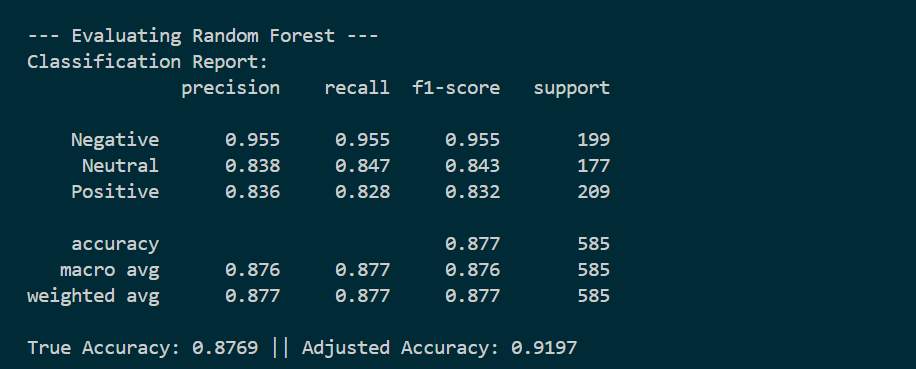 --- Evaluating Random Forest ---
Classification Report:
precision recall f1-score support
Negative 0.955 0.955 0.955 199
Neutral 0.838 0.847 0.843 177
Positive 0.836 0.828 0.832 209
accuracy 0.877 585
macro avg 0.876 0.877 0.876 585
weighted avg 0.877 0.877 0.877 585
True Accuracy: 0.8769 || Adjusted Accuracy: 0.9197